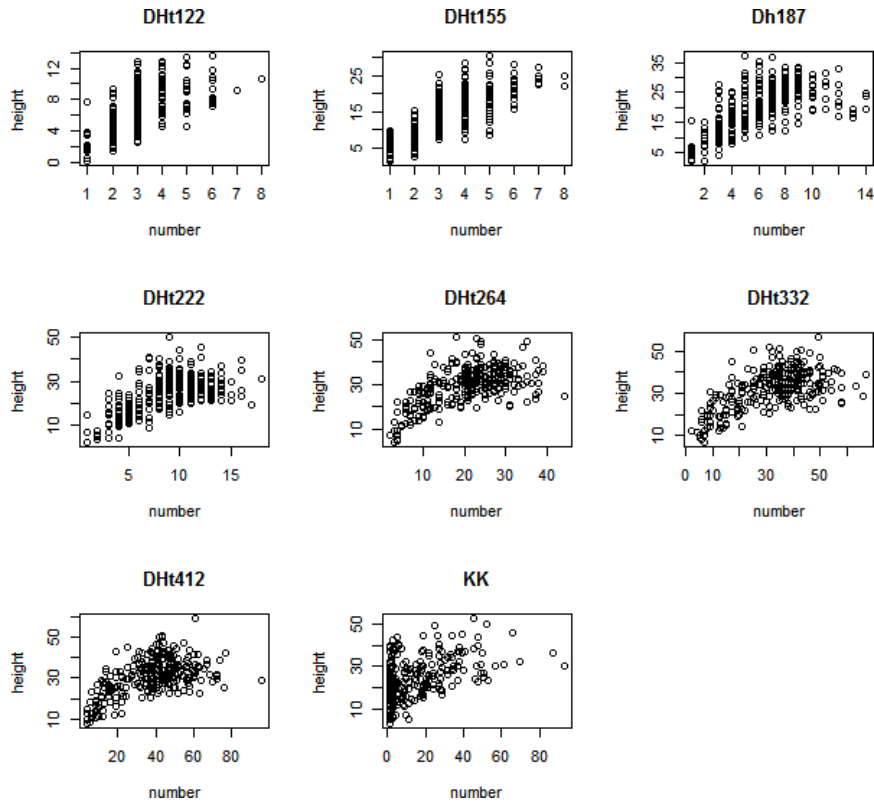 DHt122 DHt155 Dh187
height 0 4 8 12 height 5 15 25 height 5 15 25 35
1 2 3 4 5 6 7 8 1 2 3 4 5 6 7 8 2 4 6 8 10 14
number number number
DHt222 DHt264 DHt332
height 10 30 50 height 10 30 50 height 10 30 50
5 10 15 10 20 30 40 0 10 30 50
number number number
DHt412 KK
height 10 30 50 height 10 30 50
20 40 60 80 0 20 40 60 80
number number